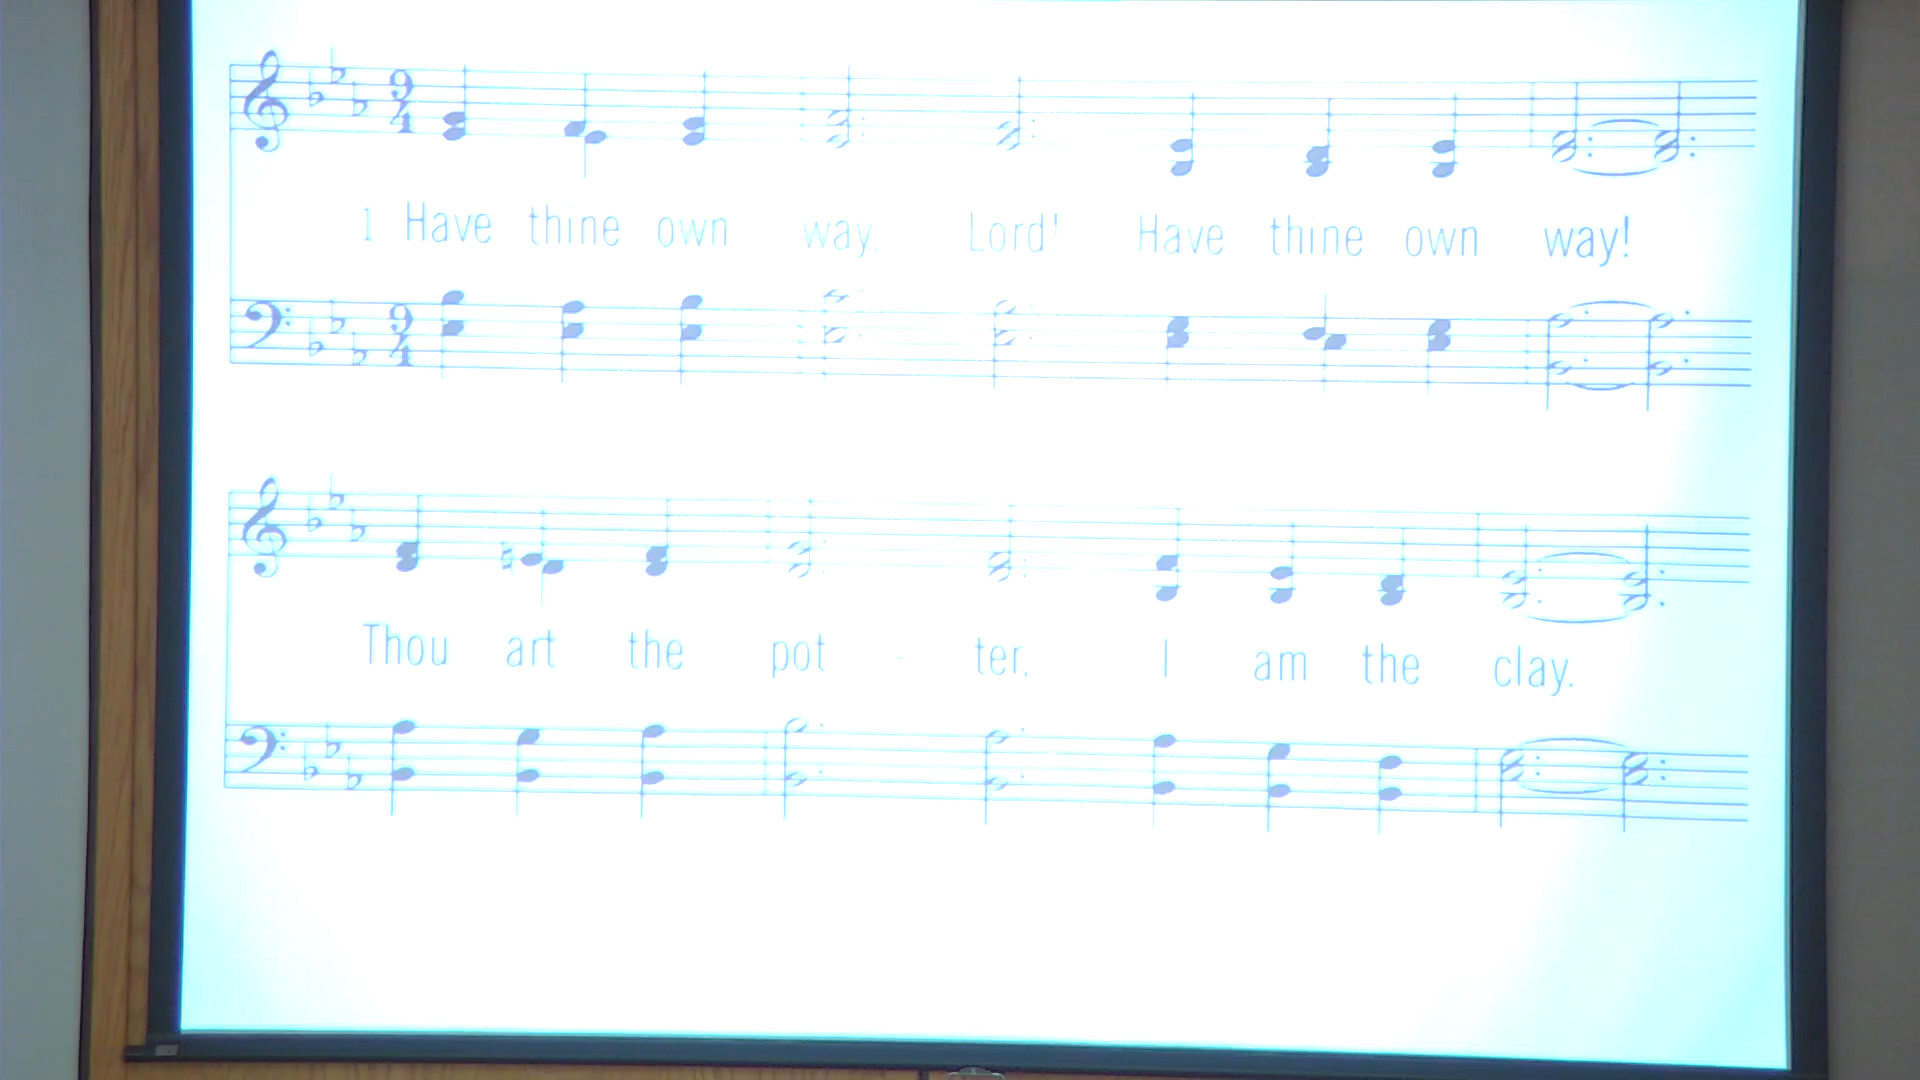 1 Have thine own way, Lord! Have thine own way!
Thou art the pot - ter, I am the clay.